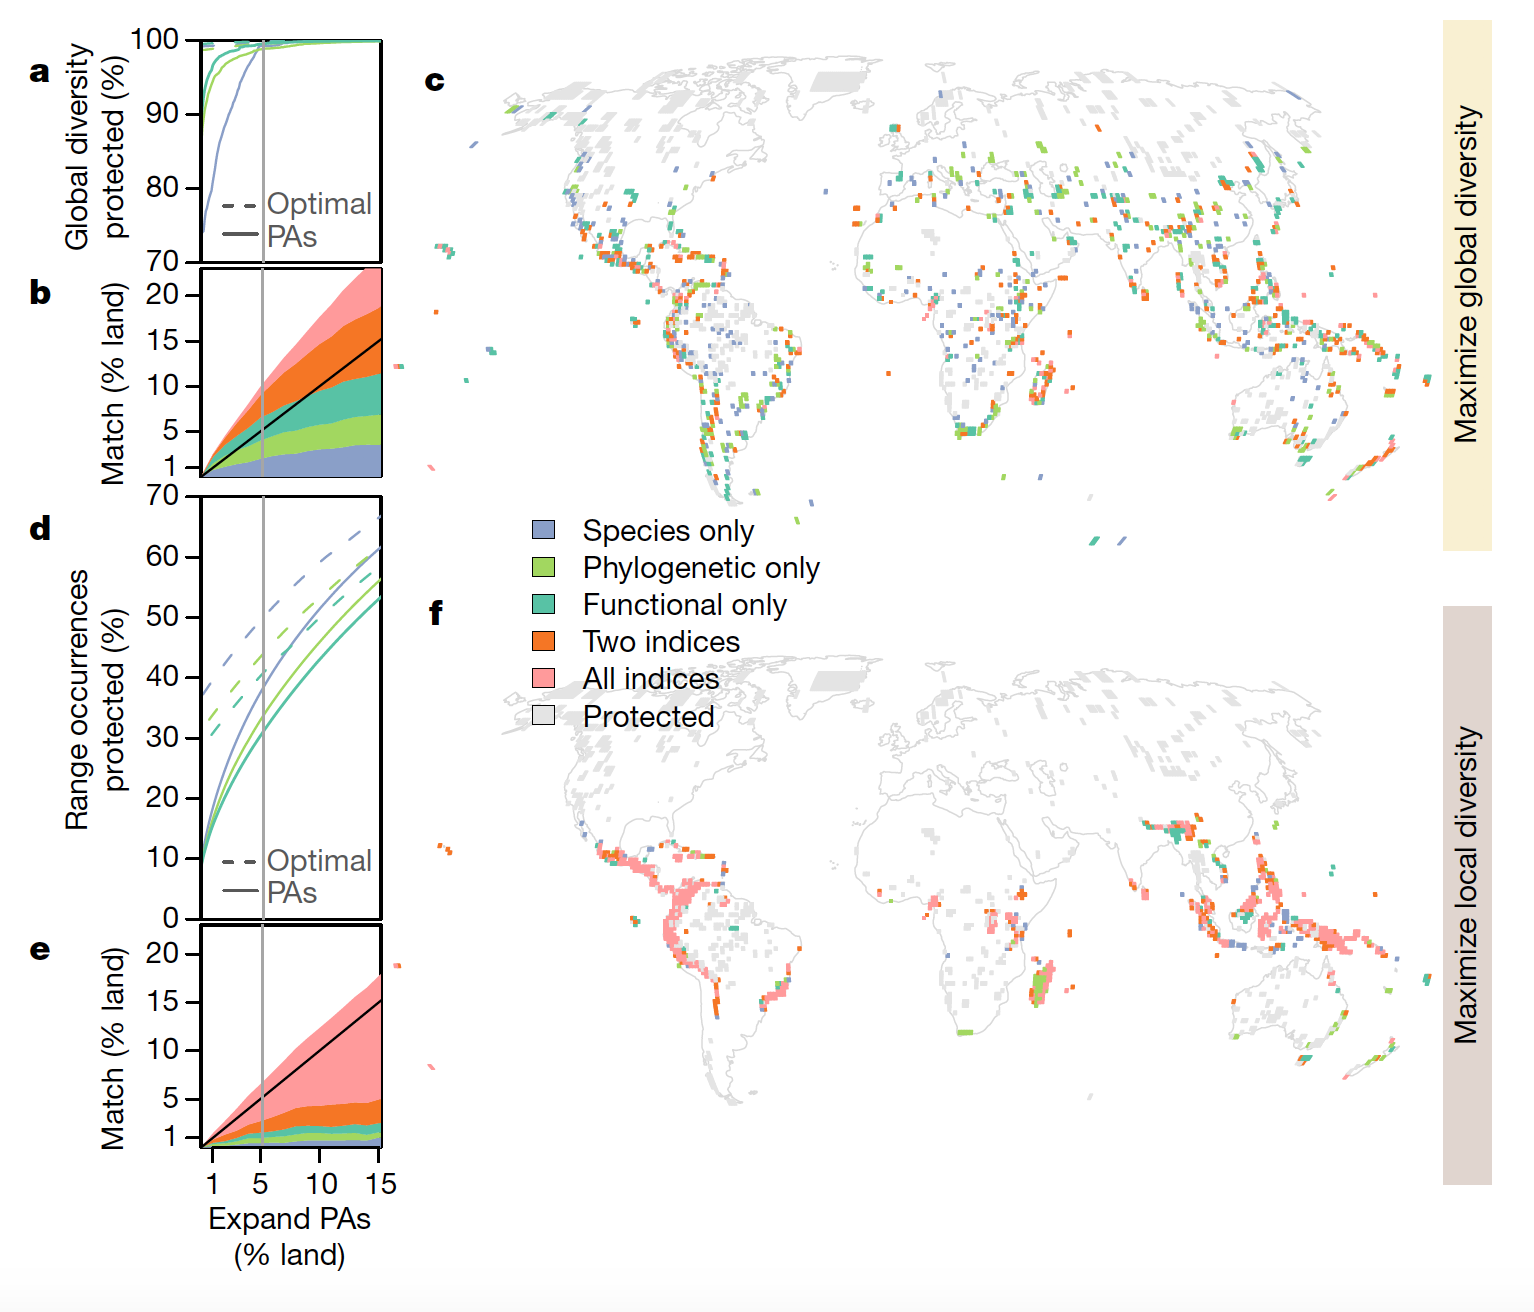 a
Global diversity
protected (%)
100
90
80
70
Optimal
PAs
b
Match (% land)
20
15
10
5
1
c
Maximize global diversity
d
Range occurrences
protected (%)
70
60
50
40
30
20
10
0
Optimal
PAs
e
Match (% land)
20
15
10
5
1
1 5 10 15
Expand PAs
(% land)
Species only
Phylogenetic only
Functional only
Two indices
All indices
Protected
f
Maximize local diversity